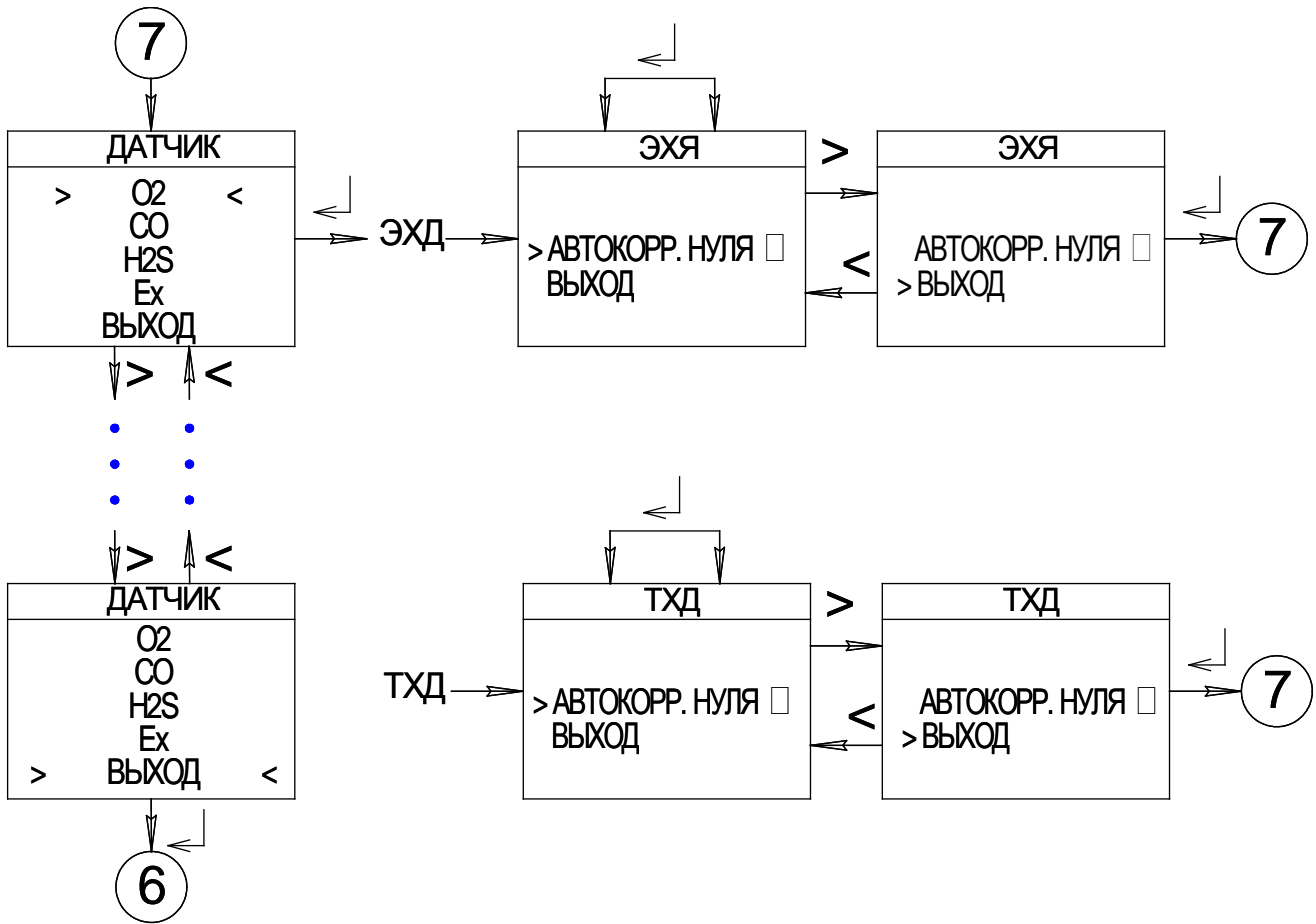 7
ДАТЧИК
> O2 <
CO
H2S
Ex
ВЫХОД
> <
> <
ДАТЧИК
O2
CO
H2S
Ex
> ВЫХОД <
6
ЭХД
ЭХЯ
> АВТОКОРР. НУЛЯ □
ВЫХОД
>
<
ЭХЯ
АВТОКОРР. НУЛЯ □
> ВЫХОД
7
ТХД
ТХД
> АВТОКОРР. НУЛЯ □
ВЫХОД
>
<
ТХД
АВТОКОРР. НУЛЯ □
> ВЫХОД
7